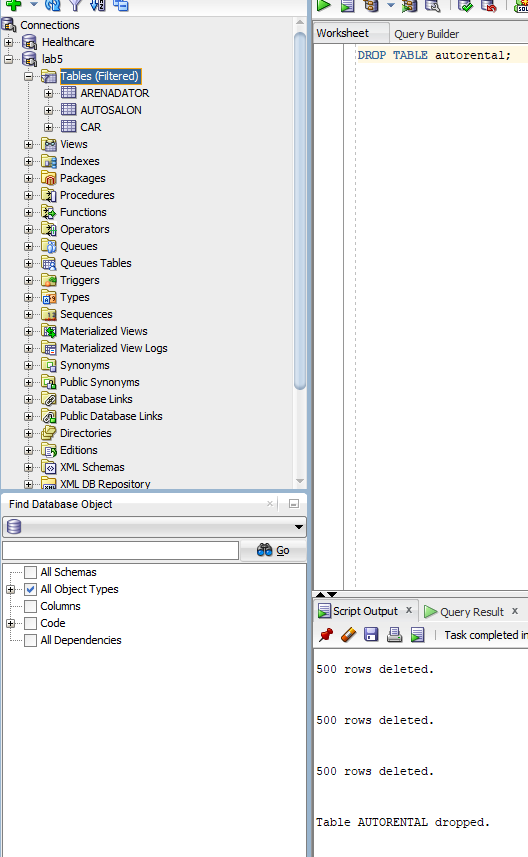 Connections
Healthcare
lab5
Tables (Filtered)
ARENADATOR
AUTOSALON
CAR
Views
Indexes
Packages
Procedures
Functions
Operators
Queues
Queues Tables
Triggers
Types
Sequences
Materialized Views
Materialized View Logs
Synonyms
Public Synonyms
Database Links
Public Database Links
Directories
Editions
XML Schemas
XML DB Repository
Find Database Object
Go
All Schemas
All Object Types
Columns
Code
All Dependencies
Worksheet Query Builder
DROP TABLE autorental;
Script Output x Query Result x
Task completed in
500 rows deleted.
500 rows deleted.
500 rows deleted.
Table AUTORENTAL dropped.